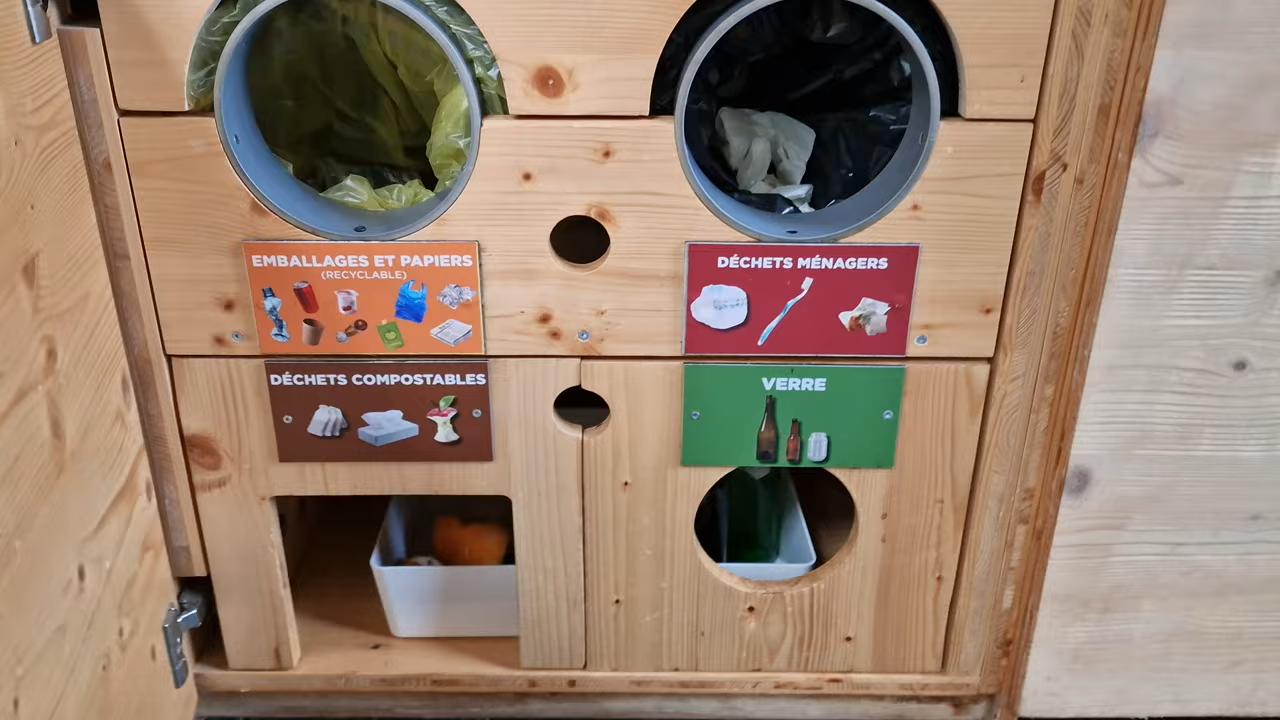 EMBALLAGES ET PAPIERS
(RECYCLABLE)
DÉCHETS MÉNAGERS
DÉCHETS COMPOSTABLES
VERRE